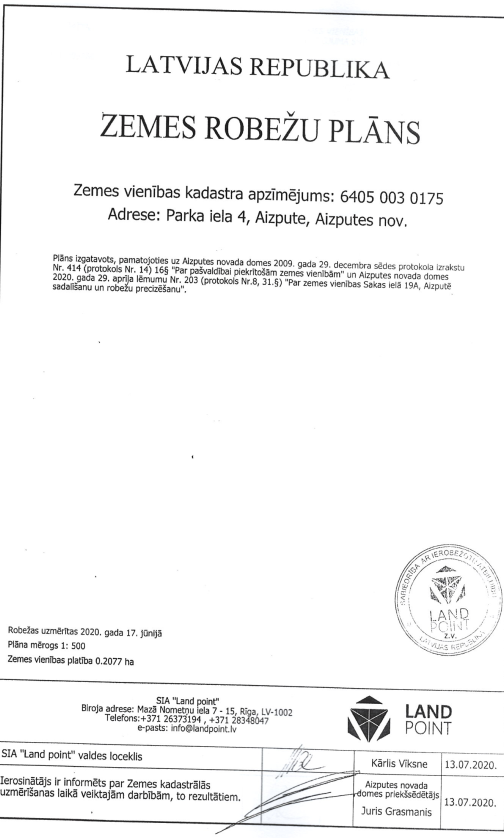 LATVIJAS REPUBLIKA
ZEMES ROBEŽU PLĀNS
Zemes vienības kadastra apzīmējums: 6405 003 0175
Adrese: Parka iela 4, Aizpute, Aizputes nov.
Plāns izgatavots, pamatojoties uz Aizputes novada domes 2009. gada 29. decembra sēdes protokola izrakstu
Nr. 414 (protokols Nr. 14) 16§ "Par pašvaldībai piekritošām zemes vienībām" un Aizputes novada domes
2020. gada 29. aprīļa lēmumu Nr. 203 (protokols Nr.8, 31.§) "Par zemes vienības Sakas ielā 19A, Aizputē
sadalīšanu un robežu precizēšanu".
SABIEDRĪBA AR IEROBEŽOTU ATBILDĪBU
LAND
POINT
Z.V.
LATVIJAS REPUBLIKA
Robežas uzmērītas 2020. gada 17. jūnijā
Plāna mērogs 1: 500
Zemes vienības platība 0.2077 ha
SIA "Land point"
Biroja adrese: Mazā Nometņu iela 7 - 15, Rīga, LV-1002
Telefons:+371 26373194 , +371 28348047
e-pasts: info@landpoint.lv
LAND
POINT
SIA "Land point" valdes loceklis
Kārlis Vīksne
13.07.2020.
Ierosinātājs ir informēts par Zemes kadastrālās
uzmērīšanas laikā veiktajām darbībām, to rezultātiem.
Aizputes novada
domes priekšsēdētājs
Juris Grasmanis
13.07.2020.